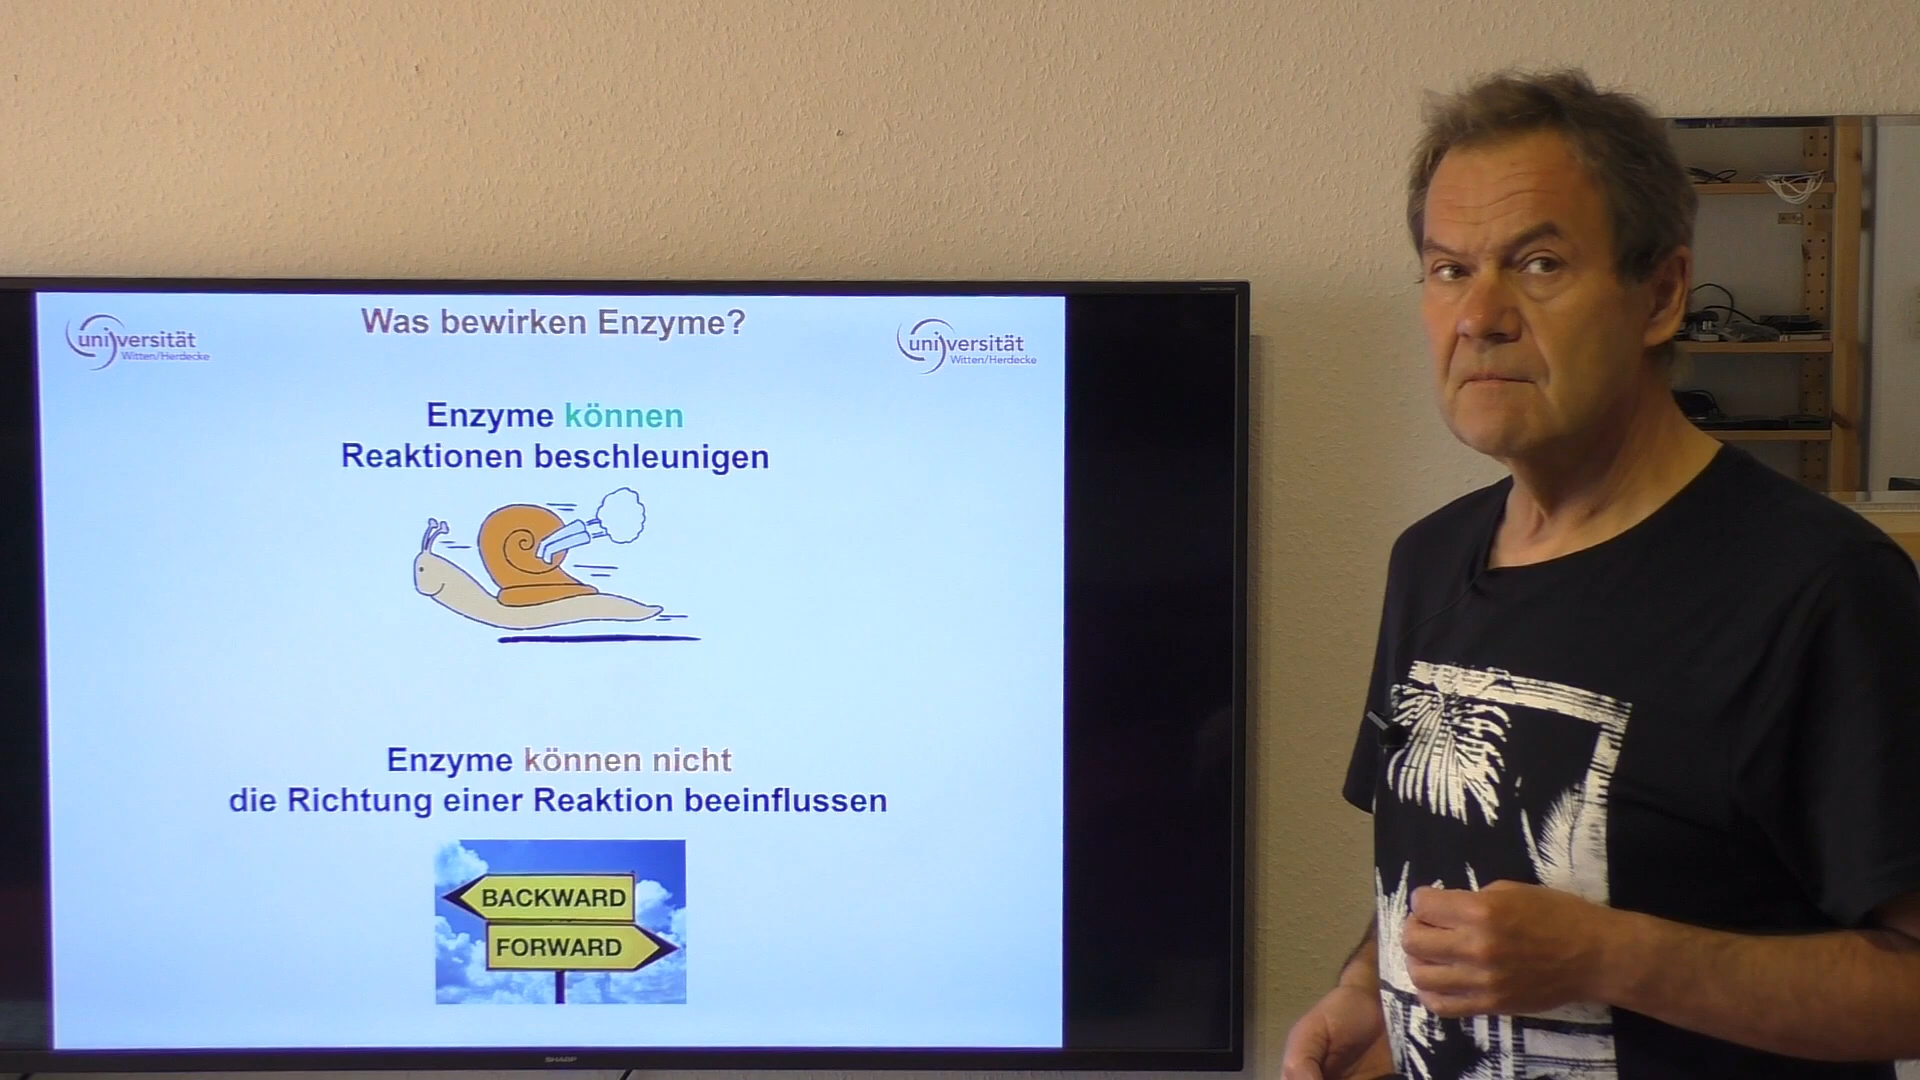 Was bewirken Enzyme?
universität
Witten/Herdecke
universität
Witten/Herdecke
Enzyme können
Reaktionen beschleunigen
Enzyme können nicht
die Richtung einer Reaktion beeinflussen
BACKWARD
FORWARD
SHARP